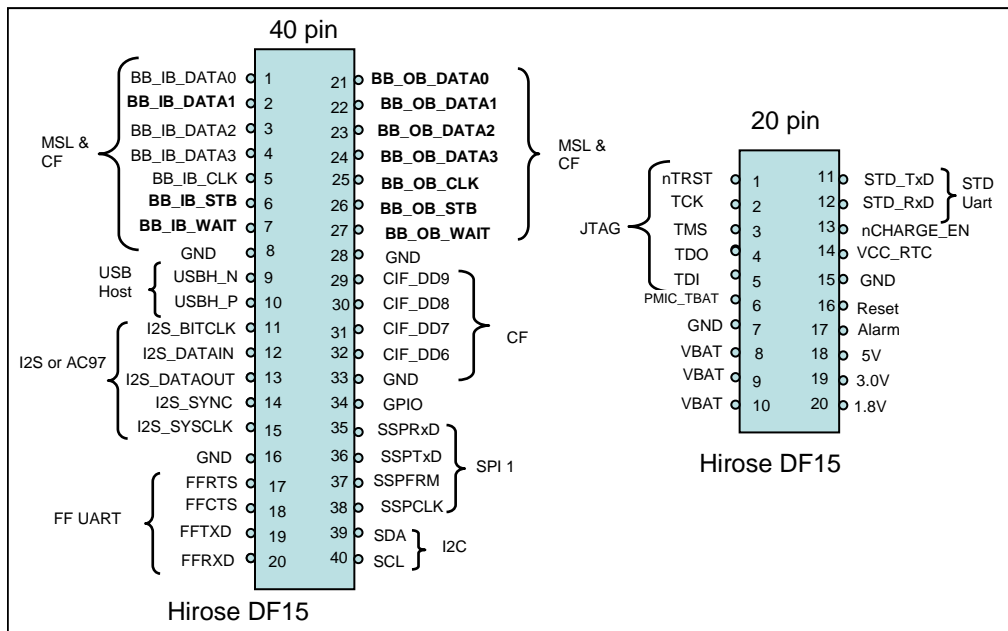 40 pin
MSL &
CF
BB_IB_DATA0 1
BB_IB_DATA1 2
BB_IB_DATA2 3
BB_IB_DATA3 4
BB_IB_CLK 5
BB_IB_STB 6
BB_IB_WAIT 7
GND 8
USB
Host
USBH_N 9
USBH_P 10
I2S or AC97
I2S_BITCLK 11
I2S_DATAIN 12
I2S_DATAOUT 13
I2S_SYNC 14
I2S_SYSCLK 15
GND 16
FF UART
FFRTS 17
FFCTS 18
FFTXD 19
FFRXD 20
21 BB_OB_DATA0
22 BB_OB_DATA1
23 BB_OB_DATA2
24 BB_OB_DATA3
25 BB_OB_CLK
26 BB_OB_STB
27 BB_OB_WAIT
MSL &
CF
28 GND
29 CIF_DD9
30 CIF_DD8
31 CIF_DD7
32 CIF_DD6
33 GND
CF
34 GPIO
35 SSPRxD
36 SSPTxD
37 SSPFRM
38 SSPCLK
SPI 1
39 SDA
40 SCL
I2C
Hirose DF15
20 pin
JTAG
nTRST 1
TCK 2
TMS 3
TDO 4
TDI 5
PMIC_TBAT 6
GND 7
VBAT 8
VBAT 9
VBAT 10
11 STD_TxD
12 STD_RxD
STD
Uart
13 nCHARGE_EN
14 VCC_RTC
15 GND
16 Reset
17 Alarm
18 5V
19 3.0V
20 1.8V
Hirose DF15